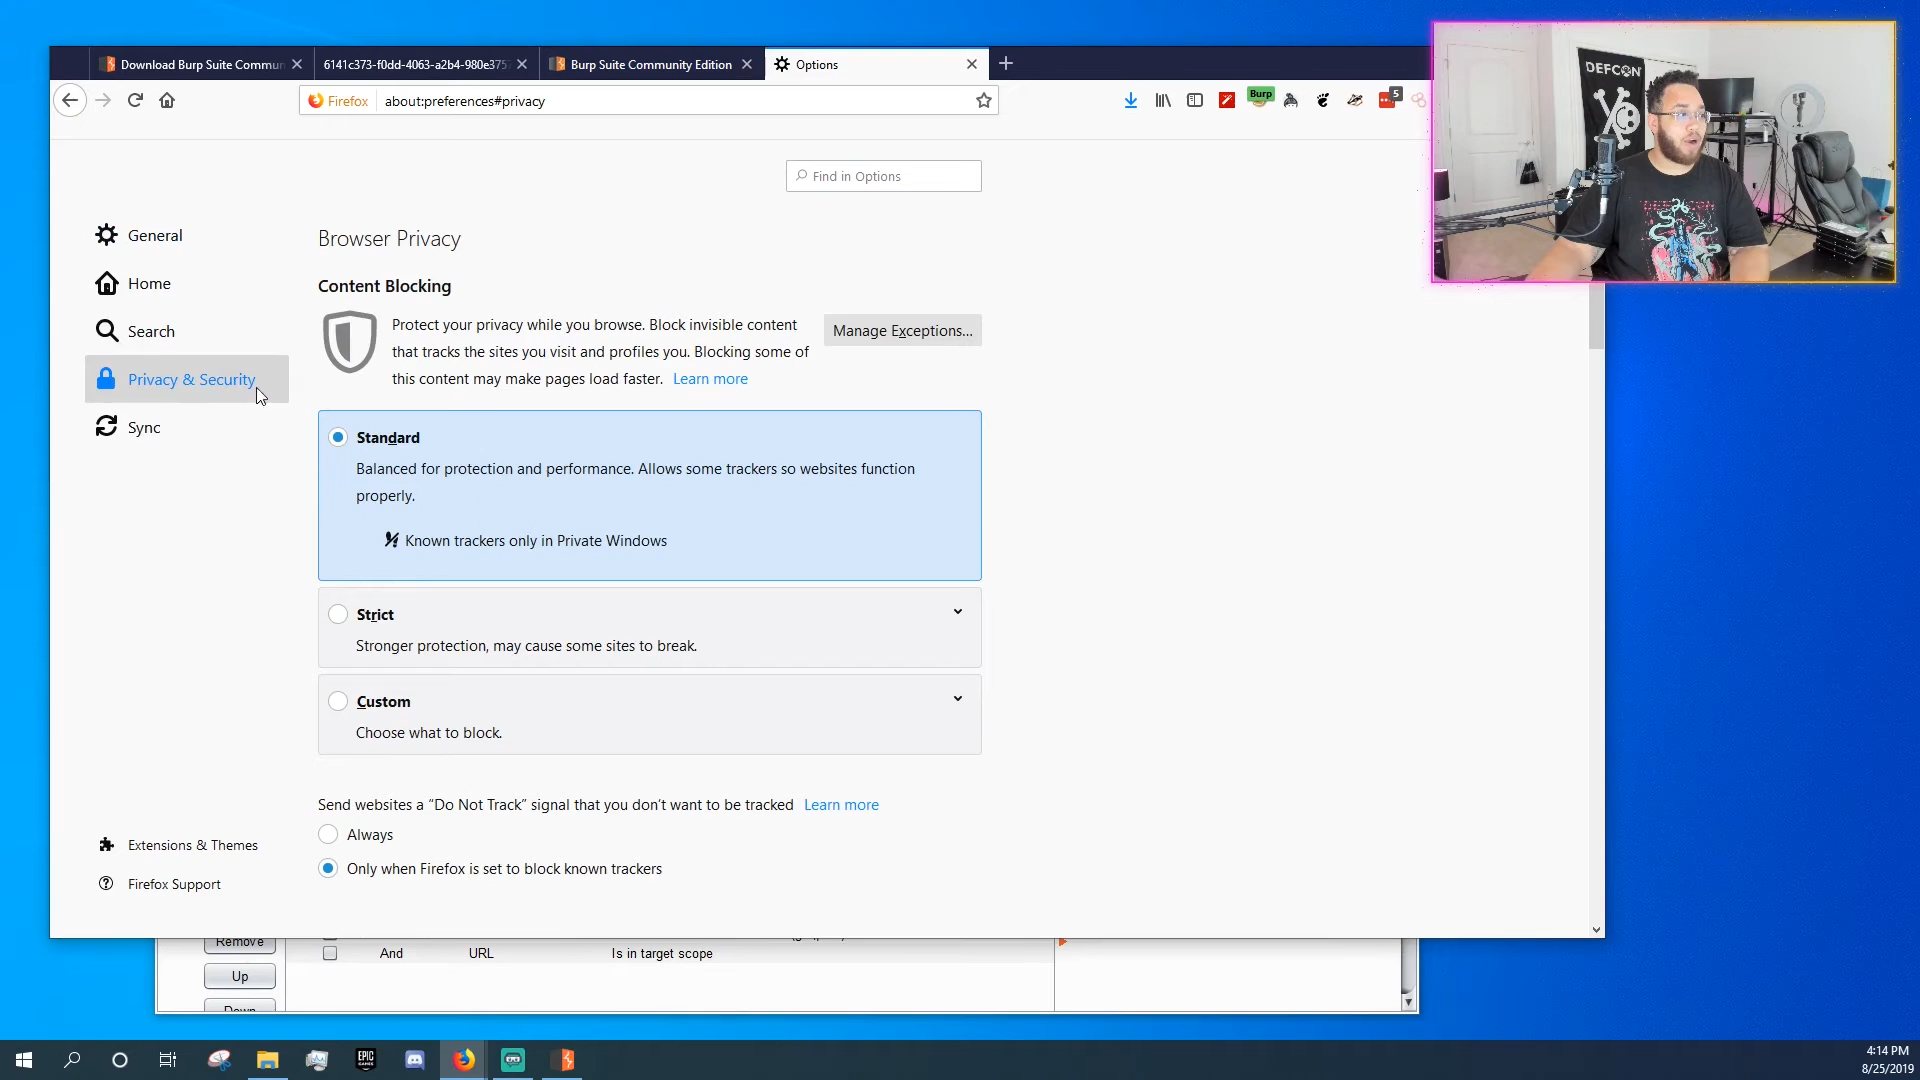 Download Burp Suite Commun
6141c373-f0dd-4063-a2b4-980e3757
Burp Suite Community Edition
Options
Firefox
about:preferences#privacy
Burp
5
DEFCON
Find in Options
General
Home
Search
Privacy & Security
Sync
Browser Privacy
Content Blocking
Protect your privacy while you browse. Block invisible content
that tracks the sites you visit and profiles you. Blocking some of
this content may make pages load faster. Learn more
Manage Exceptions...
Standard
Balanced for protection and performance. Allows some trackers so websites function
properly.
Known trackers only in Private Windows
Strict
Stronger protection, may cause some sites to break.
Custom
Choose what to block.
Send websites a “Do Not Track” signal that you don’t want to be tracked Learn more
Always
Only when Firefox is set to block known trackers
Extensions & Themes
Firefox Support
Remove
And URL Is in target scope
Up
Down
EPIC
GAMES
4:14 PM
8/25/2019